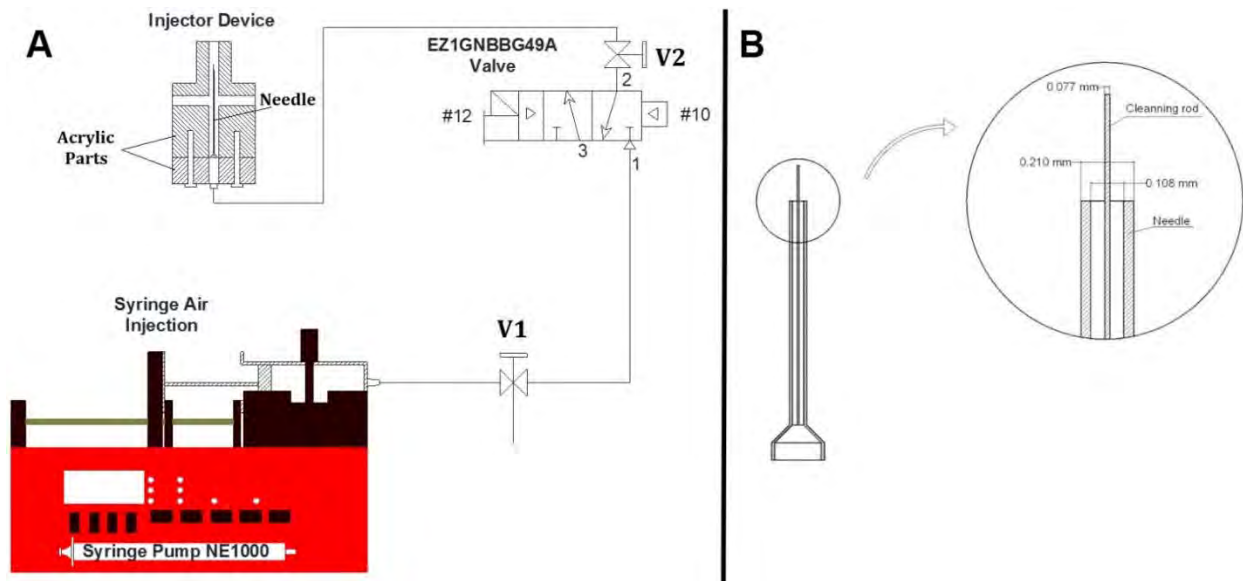 A
Injector Device
Needle
Acrylic
Parts
EZ1GNBBG49A
Valve
V2
2
#12
#10
3
1
Syringe Air
Injection
V1
Syringe Pump NE1000
B
0.077 mm
Cleanning rod
0.210 mm
0.108 mm
Needle